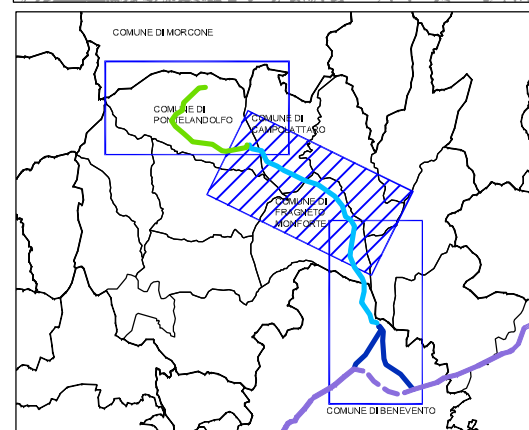 COMUNE DI MORCONE
COMUNE DI
PONTELANDOLFO
COMUNE DI
CAMPOLATTARO
COMUNE DI
FRAGNETO
MONFORTE
COMUNE DI BENEVENTO